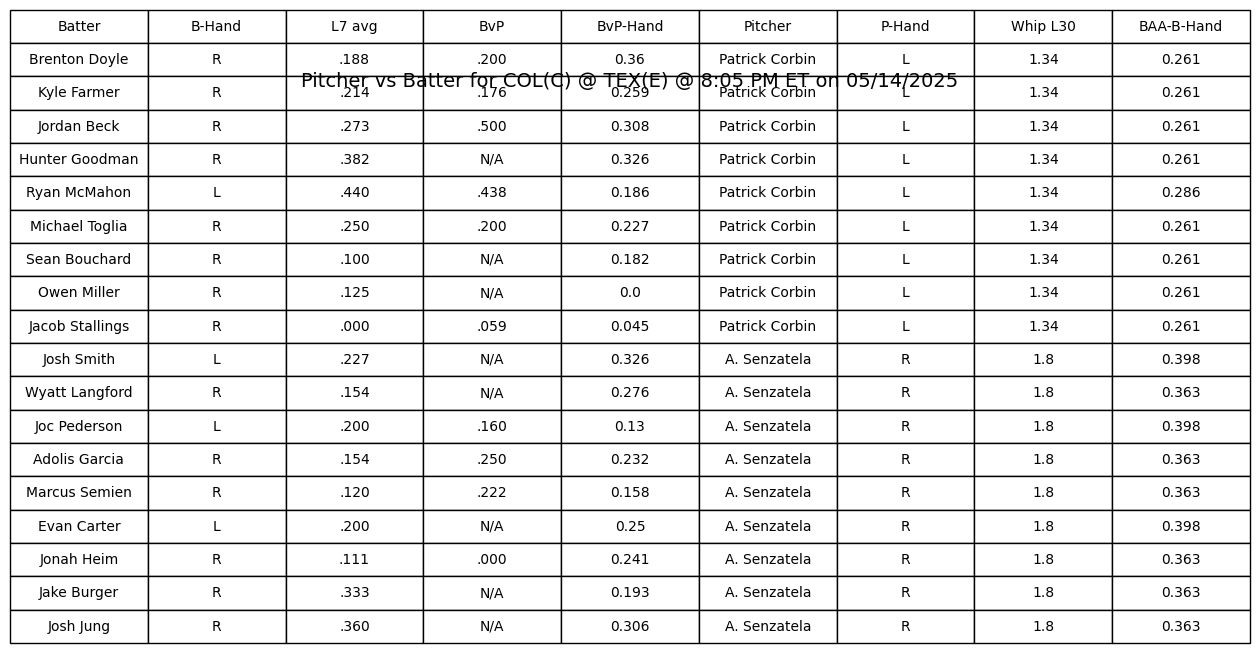 Batter B-Hand L7 avg BvP BvP-Hand Pitcher P-Hand Whip L30 BAA-B-Hand
Brenton Doyle R .188 .200 0.36 Patrick Corbin L 1.34 0.261
Pitcher vs Batter for COL(C) @ TEX(E) @ 8:05 PM ET on 05/14/2025
Kyle Farmer R .214 .176 0.259 Patrick Corbin L 1.34 0.261
Jordan Beck R .273 .500 0.308 Patrick Corbin L 1.34 0.261
Hunter Goodman R .382 N/A 0.326 Patrick Corbin L 1.34 0.261
Ryan McMahon L .440 .438 0.186 Patrick Corbin L 1.34 0.286
Michael Toglia R .250 .200 0.227 Patrick Corbin L 1.34 0.261
Sean Bouchard R .100 N/A 0.182 Patrick Corbin L 1.34 0.261
Owen Miller R .125 N/A 0.0 Patrick Corbin L 1.34 0.261
Jacob Stallings R .000 .059 0.045 Patrick Corbin L 1.34 0.261
Josh Smith L .227 N/A 0.326 A. Senzatela R 1.8 0.398
Wyatt Langford R .154 N/A 0.276 A. Senzatela R 1.8 0.363
Joc Pederson L .200 .160 0.13 A. Senzatela R 1.8 0.398
Adolis Garcia R .154 .250 0.232 A. Senzatela R 1.8 0.363
Marcus Semien R .120 .222 0.158 A. Senzatela R 1.8 0.363
Evan Carter L .200 N/A 0.25 A. Senzatela R 1.8 0.398
Jonah Heim R .111 .000 0.241 A. Senzatela R 1.8 0.363
Jake Burger R .333 N/A 0.193 A. Senzatela R 1.8 0.363
Josh Jung R .360 N/A 0.306 A. Senzatela R 1.8 0.363